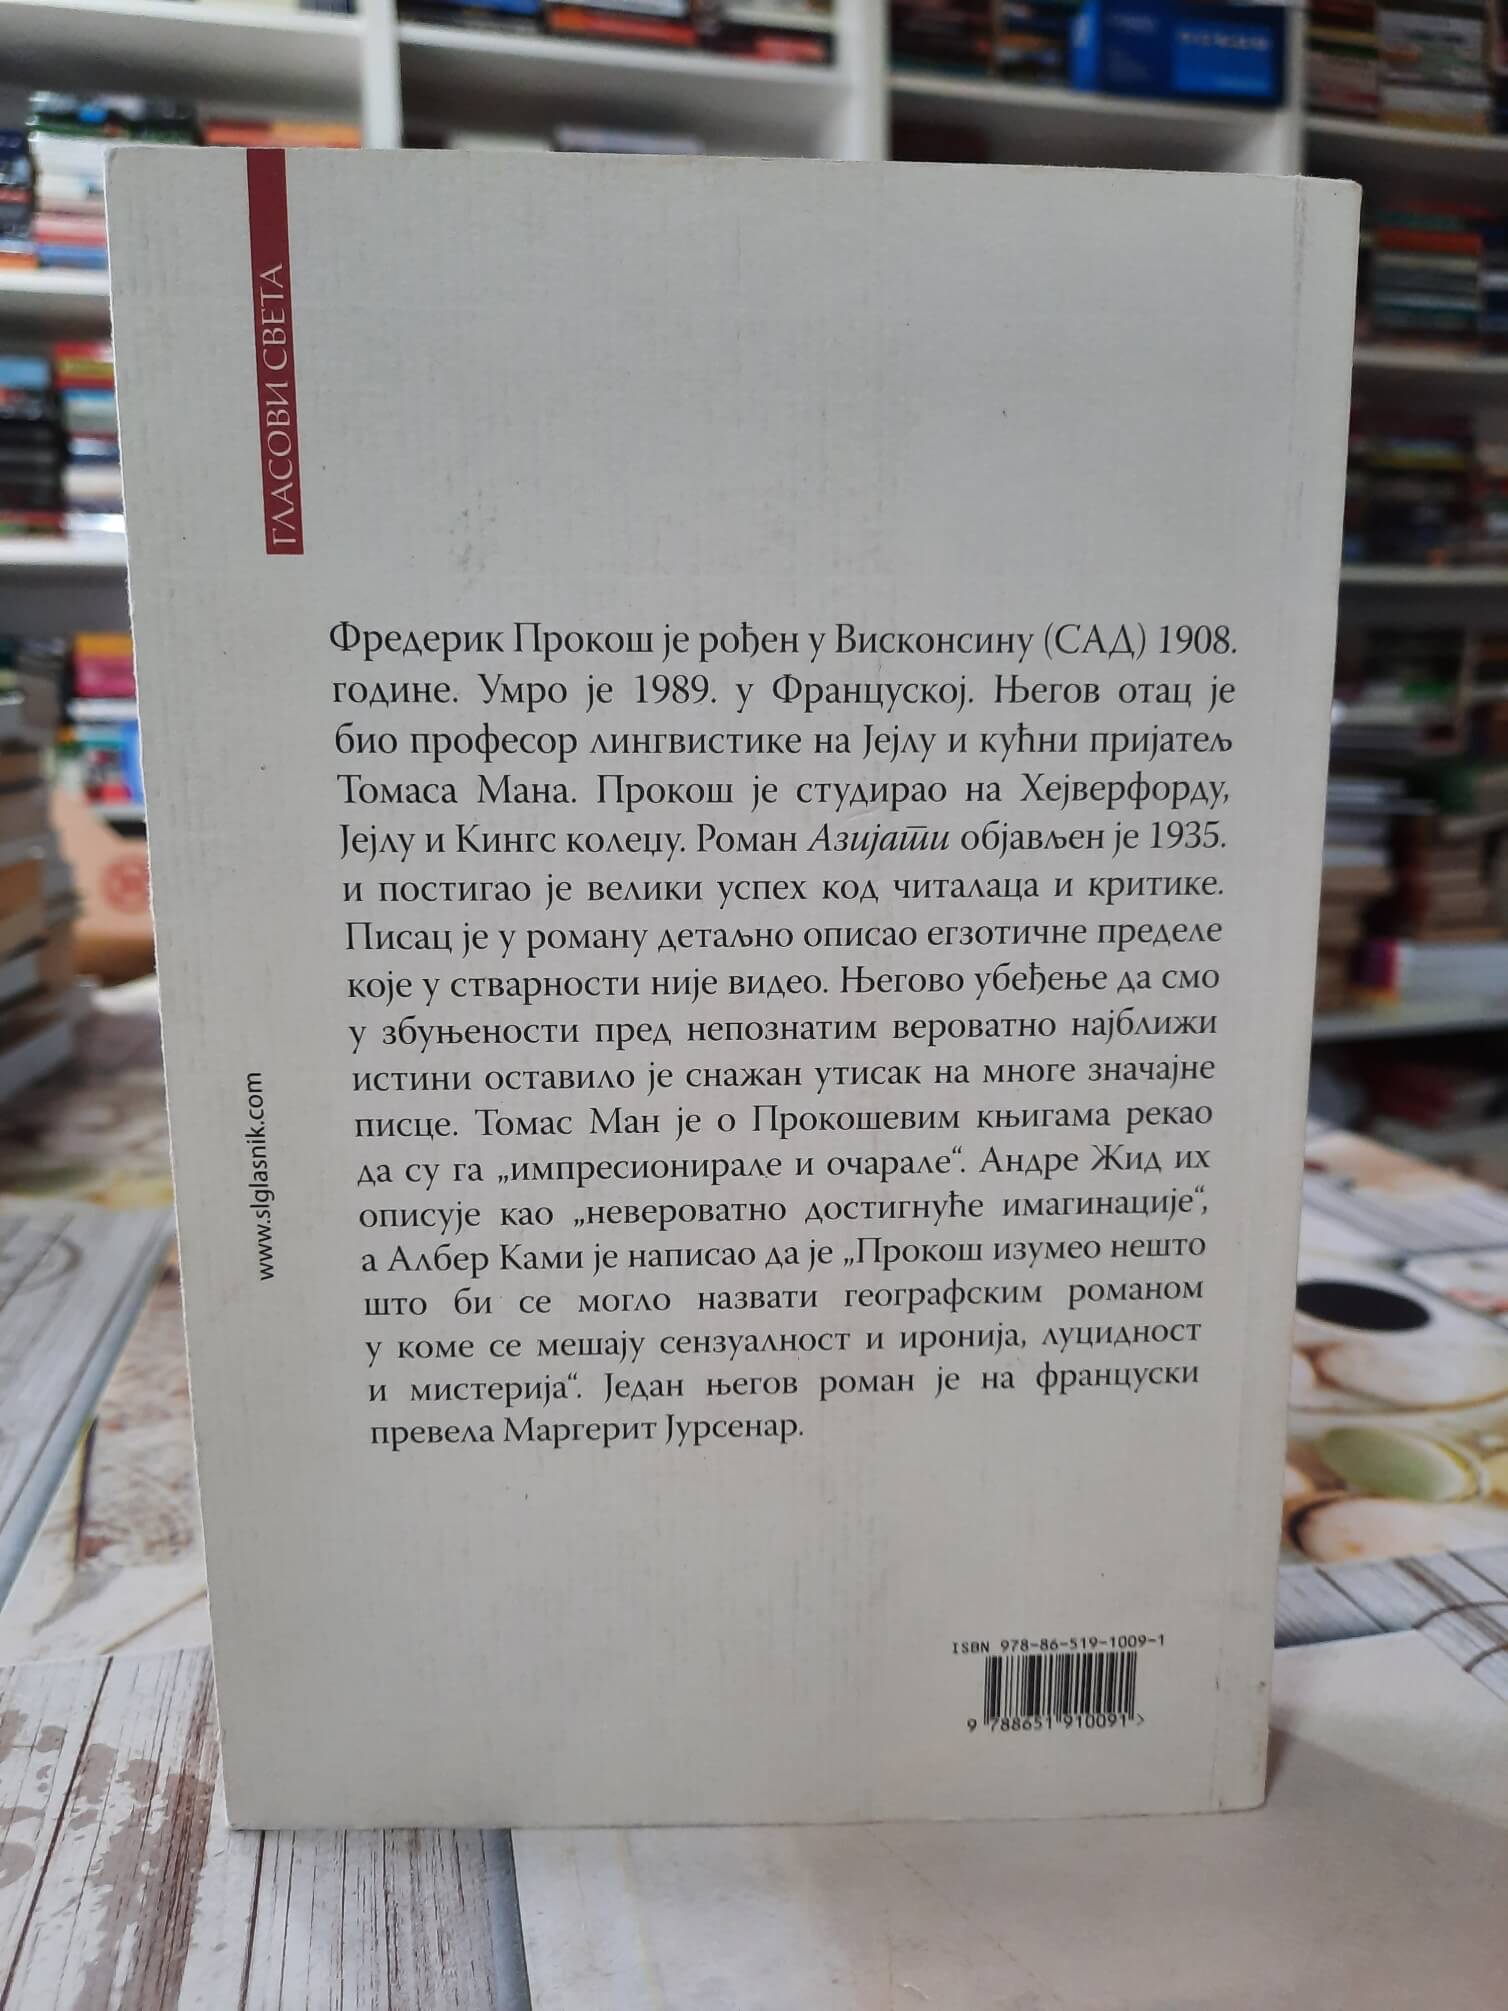 ГЛАСОВИ СВЕТА
Фредерик Прокош је рођен у Висконсину (САД) 1908.
године. Умро је 1989. у Француској. Његов отац је
био професор лингвистике на Јејлу и кућни пријатељ
Томаса Мана. Прокош је студирао на Хејверфорду,
Јејлу и Кингс колеџу. Роман Азијати објављен је 1935.
и постигао је велики успех код читалаца и критике.
Писац је у роману детаљно описао егзотичне пределе
које у стварности није видео. Његово убеђење да смо
у збуњености пред непознатим вероватно најближи
истини оставило је снажан утисак на многе значајне
писце. Томас Ман је о Прокошевим књигама рекао
да су га „импресионирале и очарале“. Андре Жид их
описује као „невероватно достигнуће имагинације“,
а Албер Ками је написао да је „Прокош изумео нешто
што би се могло назвати географским романом
у коме се мешају сензуалност и иронија, луцидност
и мистерија“. Један његов роман је на француски
превела Маргерит Јурсенар.
www.slglasnik.com
ISBN 978-86-519-1009-1
9 788651 910091 >